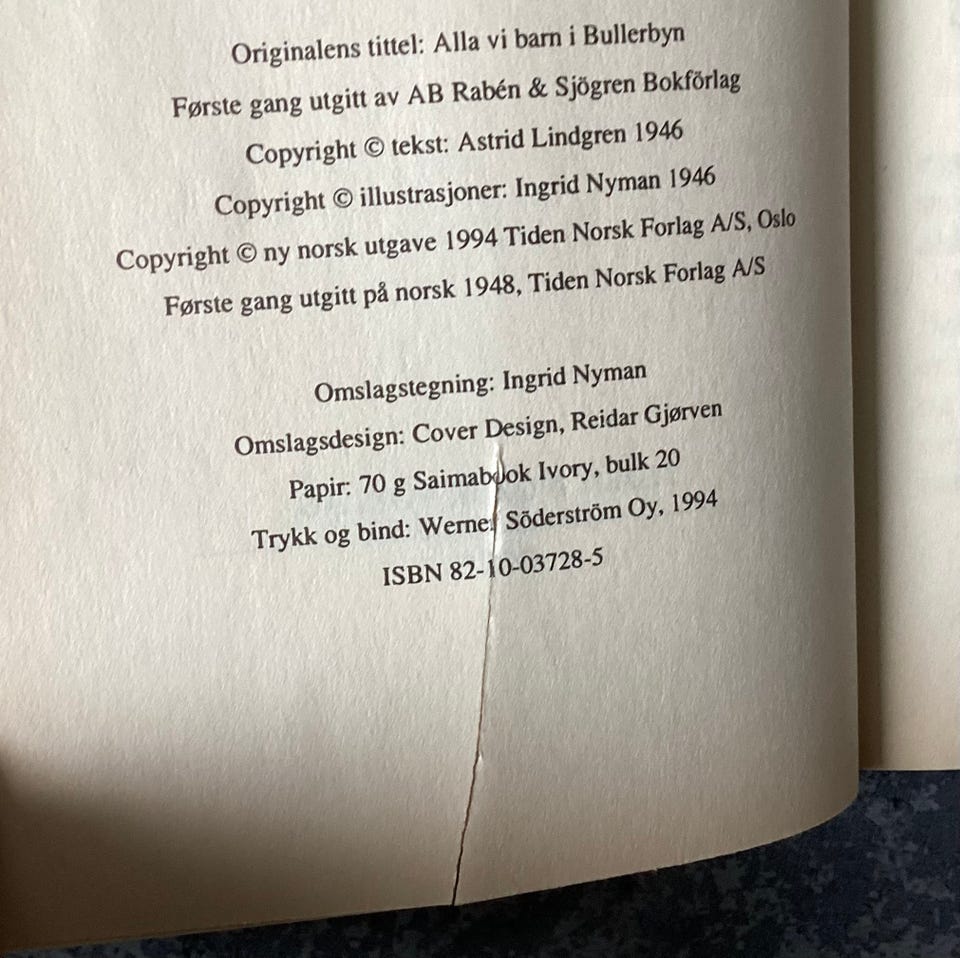 Originalens tittel: Alla vi barn i Bullerbyn
Første gang utgitt av AB Rabén & Sjögren Bokförlag
Copyright © tekst: Astrid Lindgren 1946
Copyright © illustrasjoner: Ingrid Nyman 1946
Copyright © ny norsk utgave 1994 Tiden Norsk Forlag A/S, Oslo
Første gang utgitt på norsk 1948, Tiden Norsk Forlag A/S
Omslagstegning: Ingrid Nyman
Omslagsdesign: Cover Design, Reidar Gjørven
Papir: 70 g Saimabook Ivory, bulk 20
Trykk og bind: Werner Söderström Oy, 1994
ISBN 82-10-03728-5